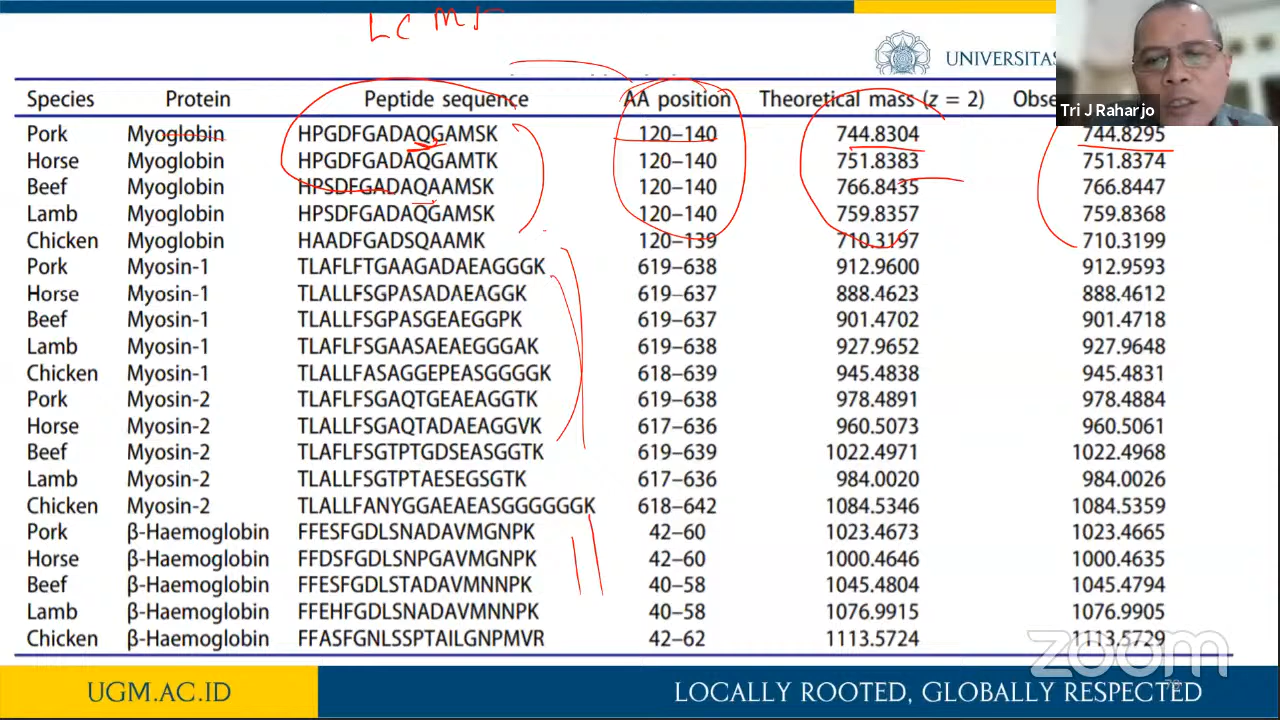 LC MS
UNIVERSITAS
Species Protein Peptide sequence AA position Theoretical mass (z = 2)
Tri J Raharjo
Pork Myoglobin HPGDFGADAQGAMSK 120–140 744.8304 744.8295
Horse Myoglobin HPGDFGADAQGAMTK 120–140 751.8383 751.8374
Beef Myoglobin HPSDFGADAQAAMSK 120–140 766.8435 766.8447
Lamb Myoglobin HPSDFGADAQGAMSK 120–140 759.8357 759.8368
Chicken Myoglobin HAADFGADSQAAMK 120–139 710.3197 710.3199
Pork Myosin-1 TLAFLFTGAAGADAEAGGGK 619–638 912.9600 912.9593
Horse Myosin-1 TLALLFSGPASADAEAGGK 619–637 888.4623 888.4612
Beef Myosin-1 TLALLFSGPASGEAEGGPK 619–637 901.4702 901.4718
Lamb Myosin-1 TLAFLFSGAASAEAEGGGAK 619–638 927.9652 927.9648
Chicken Myosin-1 TLALLFASAGGEPEASGGGGK 618–639 945.4838 945.4831
Pork Myosin-2 TLAFLFSGAQTGEAEAGGTK 619–638 978.4891 978.4884
Horse Myosin-2 TLAFLFSGAQTADAEAGGVK 617–636 960.5073 960.5061
Beef Myosin-2 TLAFLFSGTPTGDSEASGGTK 619–639 1022.4971 1022.4968
Lamb Myosin-2 TLAFLFSGTPTAESEGSGTK 617–636 984.0020 984.0026
Chicken Myosin-2 TLALLFANYGGAEAEASGGGGGGK 618–642 1084.5346 1084.5359
Pork β-Haemoglobin FFESFGDLSNADAVMGNPK 42–60 1023.4673 1023.4665
Horse β-Haemoglobin FFDSFGDLSNPGAVMGNPK 42–60 1000.4646 1000.4635
Beef β-Haemoglobin FFESFGDLSTADAVMNNPK 40–58 1045.4804 1045.4794
Lamb β-Haemoglobin FFEHFGDLSNADAVMNNPK 40–58 1076.9915 1076.9905
Chicken β-Haemoglobin FFASFGNLSSPTAILGNPMVR 42–62 1113.5724 1113.5729
zoom
UGM.AC.ID LOCALLY ROOTED, GLOBALLY RESPECTED